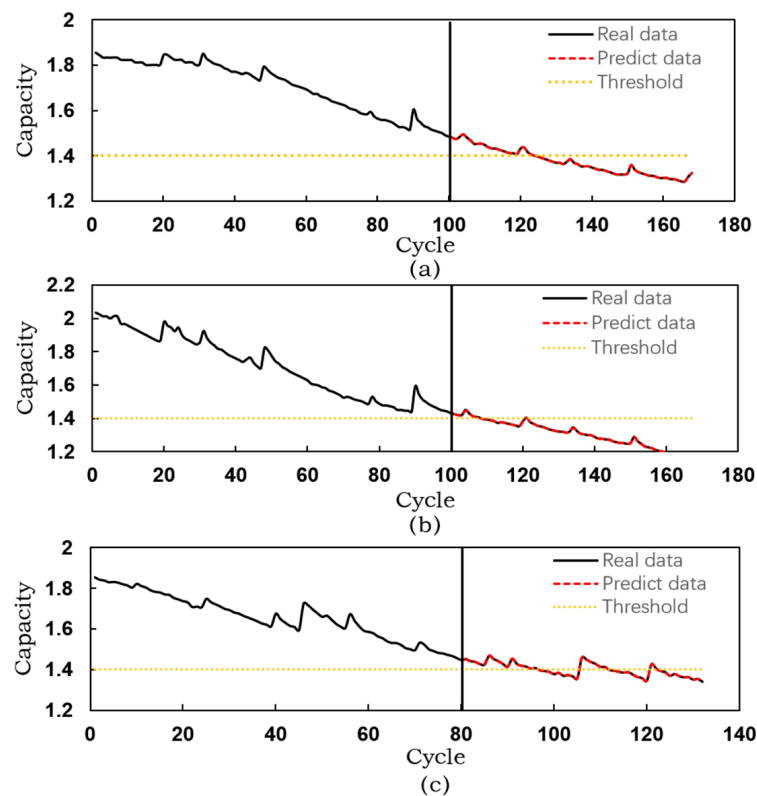 2
Real data
Predict data
Threshold
1.8
1.6
1.4
1.2
Capacity
0 20 40 60 80 100 120 140 160 180
Cycle
(a)
2.2
Real data
Predict data
Threshold
2
1.8
1.6
1.4
1.2
Capacity
0 20 40 60 80 100 120 140 160 180
Cycle
(b)
2
Real data
Predict data
Threshold
1.8
1.6
1.4
1.2
Capacity
0 20 40 60 80 100 120 140
Cycle
(c)